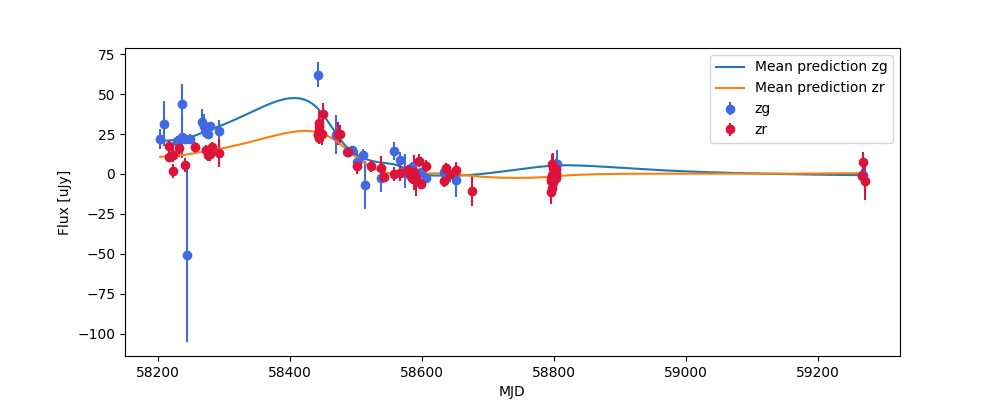 75
50
25
0
−25
−50
−75
−100
Flux [uJy]
58200
58400
58600
58800
59000
59200
MJD
Mean prediction zg
Mean prediction zr
zg
zr